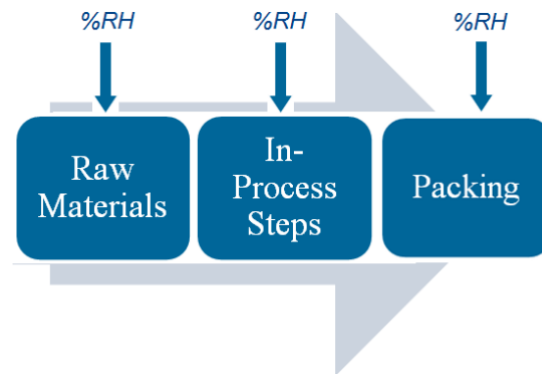 %RH
%RH
%RH
Raw
Materials
In-
Process
Steps
Packing